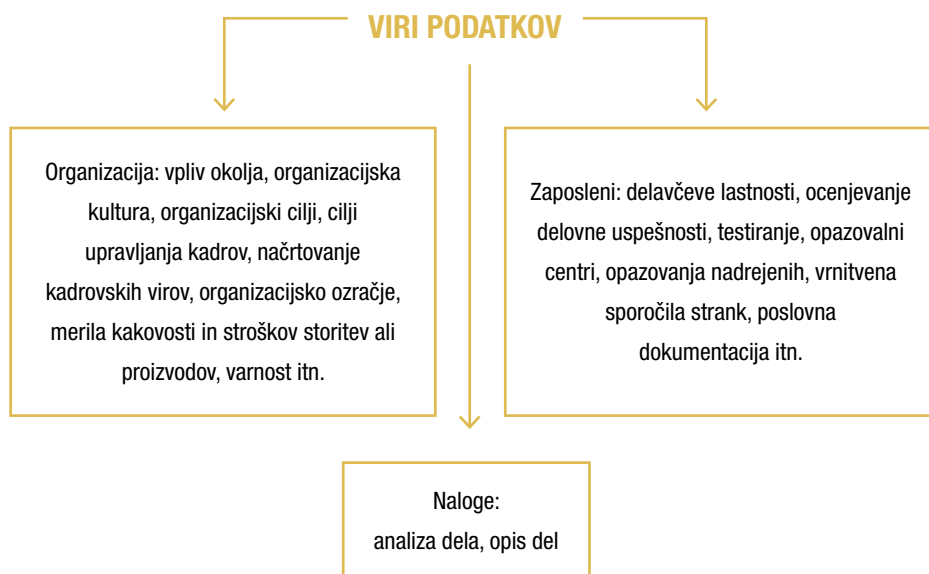 VIRI PODATKOV
Organizacija: vpliv okolja, organizacijska
kultura, organizacijski cilji, cilji
upravljanja kadrov, načrtovanje
kadrovskih virov, organizacijsko ozračje,
merila kakovosti in stroškov storitev ali
proizvodov, varnost itn.
Zaposleni: delavčeve lastnosti, ocenjevanje
delovne uspešnosti, testiranje, opazovalni
centri, opazovanja nadrejenih, vrnitvena
sporočila strank, poslovna
dokumentacija itn.
Naloge:
analiza dela, opis del